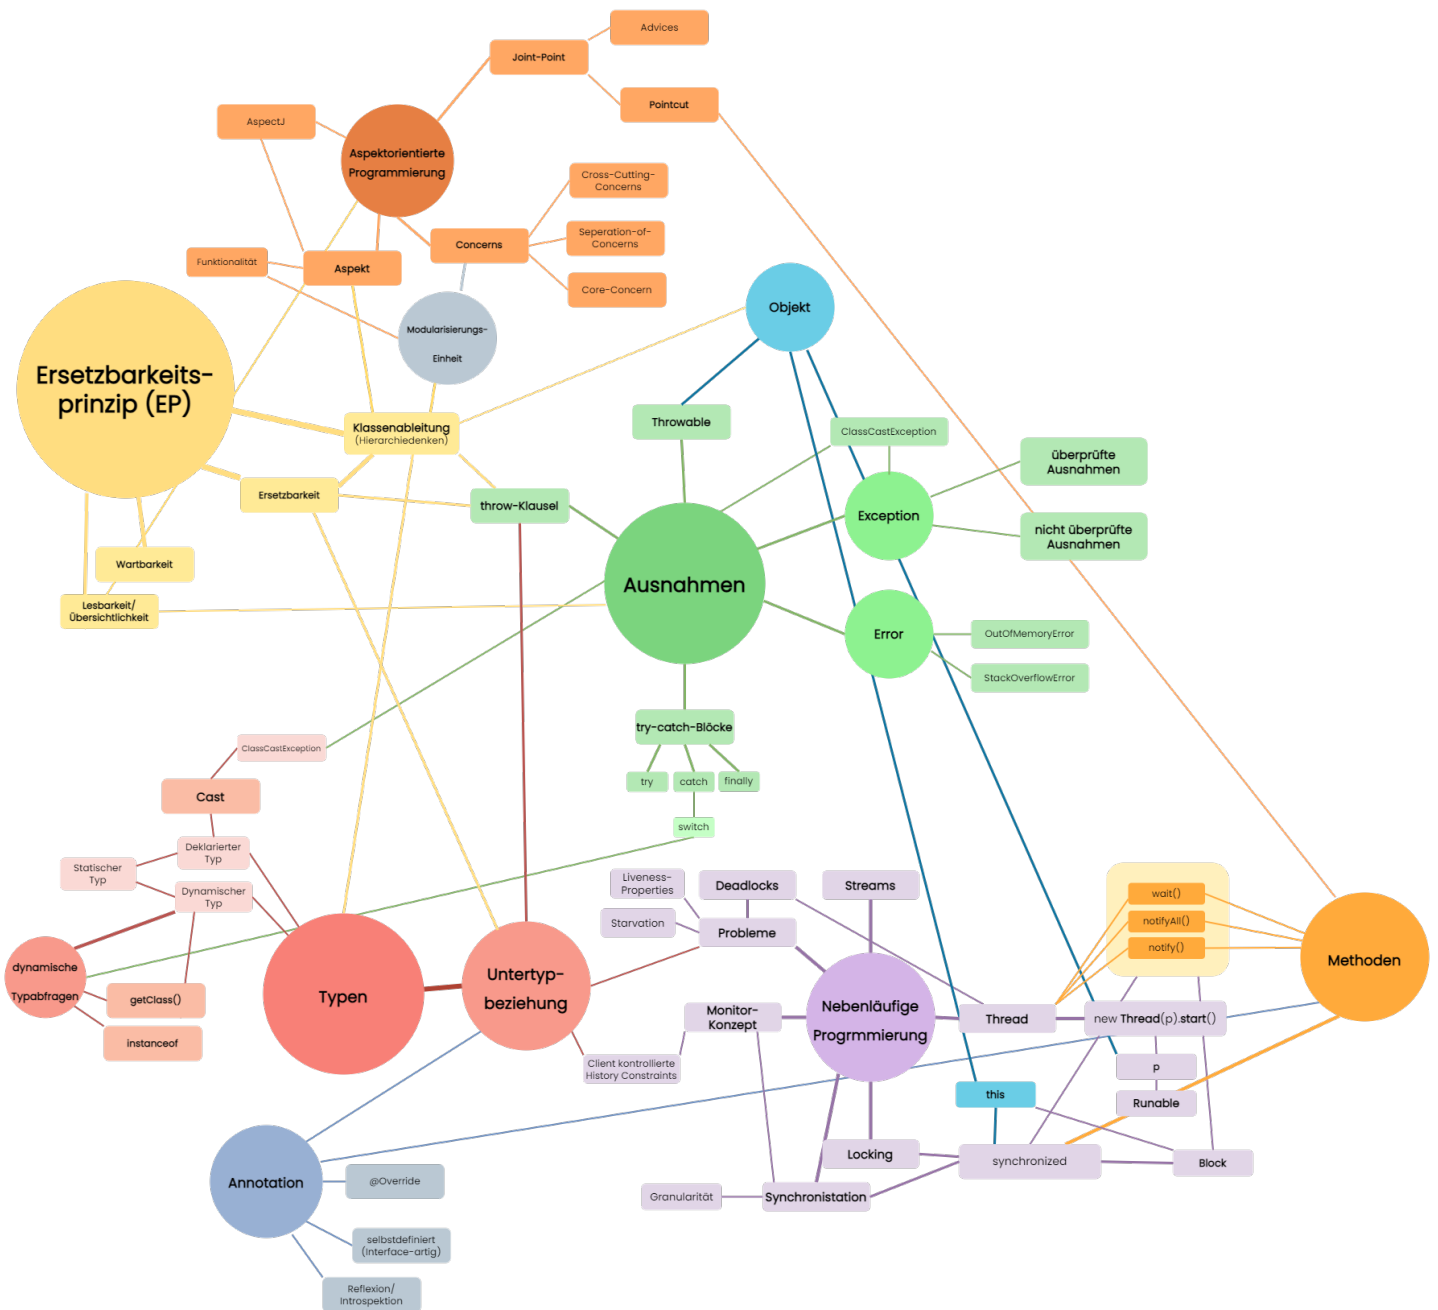 Advices
Joint-Point
Pointcut
AspectJ
Aspektorientierte
Programmierung
Cross-Cutting-
Concerns
Seperation-of-
Concerns
Concerns
Funktionalität
Aspekt
Core-Concern
Objekt
Modularisierungs-
Einheit
Ersetzbarkeits-
prinzip (EP)
Klassenableitung
(Hierarchiedenken)
Throwable
ClassCastException
überprüfte
Ausnahmen
Ersetzbarkeit
throw-Klausel
Exception
nicht überprüfte
Ausnahmen
Wartbarkeit
Ausnahmen
Lesbarkeit/
Übersichtlichkeit
Error
OutOfMemoryError
StackOverflowError
try-catch-Blöcke
try
catch
finally
switch
ClassCastException
Cast
Deklarierter
Typ
Statischer
Typ
Dynamischer
Typ
dynamische
Typabfragen
getClass()
instanceof
Typen
Untertyp-
beziehung
Liveness-
Properties
Deadlocks
Streams
Starvation
Probleme
wait()
notifyAll()
notify()
Methoden
Nebenläufige
Progrmmierung
Monitor-
Konzept
Thread
new Thread(p).start()
Client kontrollierte
History Constraints
p
this
Runable
Locking
synchronized
Block
Granularität
Synchronistation
Annotation
@Override
selbstdefiniert
(Interface-artig)
Reflexion/
Introspektion